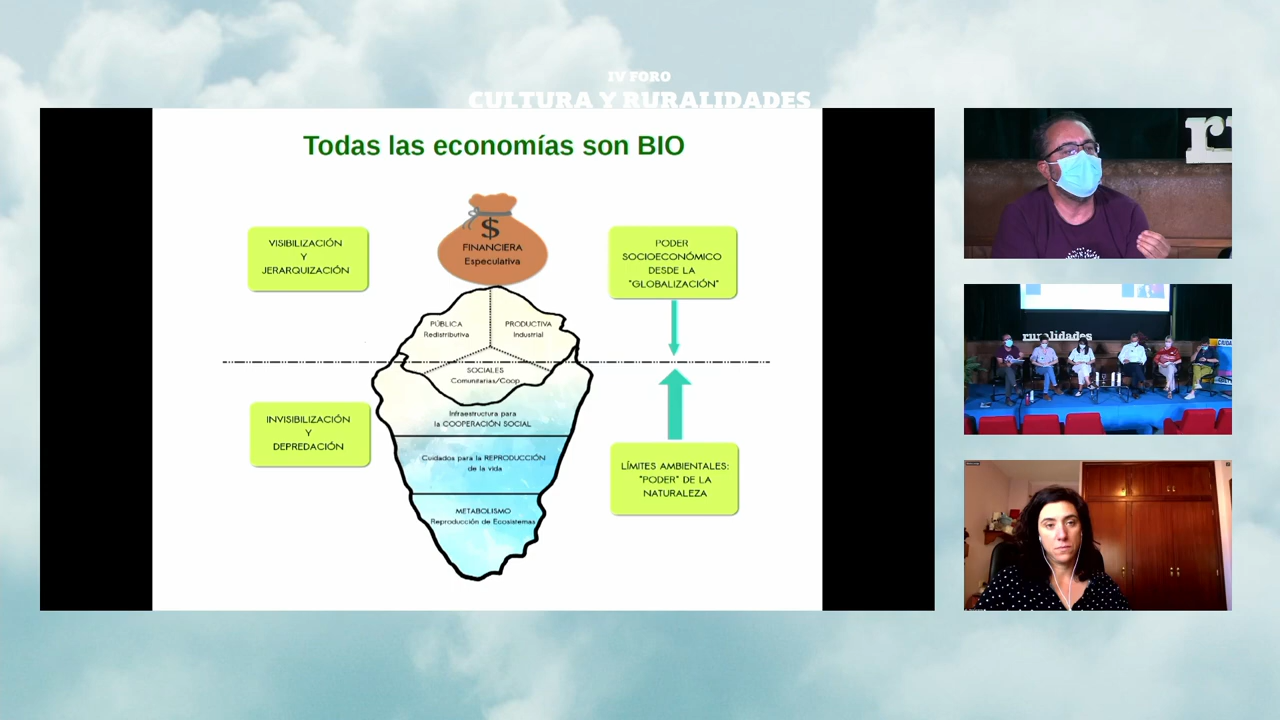 IV FORO
CULTURA Y RURALIDADES
Todas las economías son BIO
VISIBILIZACIÓN
Y
JERARQUIZACIÓN
$
FINANCIERA
Especulativa
PODER
SOCIOECONÓMICO
DESDE LA
"GLOBALIZACIÓN"
PÚBLICA
Redistributiva
PRODUCTIVA
Industrial
SOCIALES
Comunitarias/Coop
Infraestructura para
la COOPERACIÓN SOCIAL
INVISIBILIZACIÓN
Y
DEPREDACIÓN
Cuidados para la REPRODUCCIÓN
de la vida
LÍMITES AMBIENTALES:
"PODER" DE LA
NATURALEZA
METABOLISMO
Reproducción de Ecosistemas
ruralidades